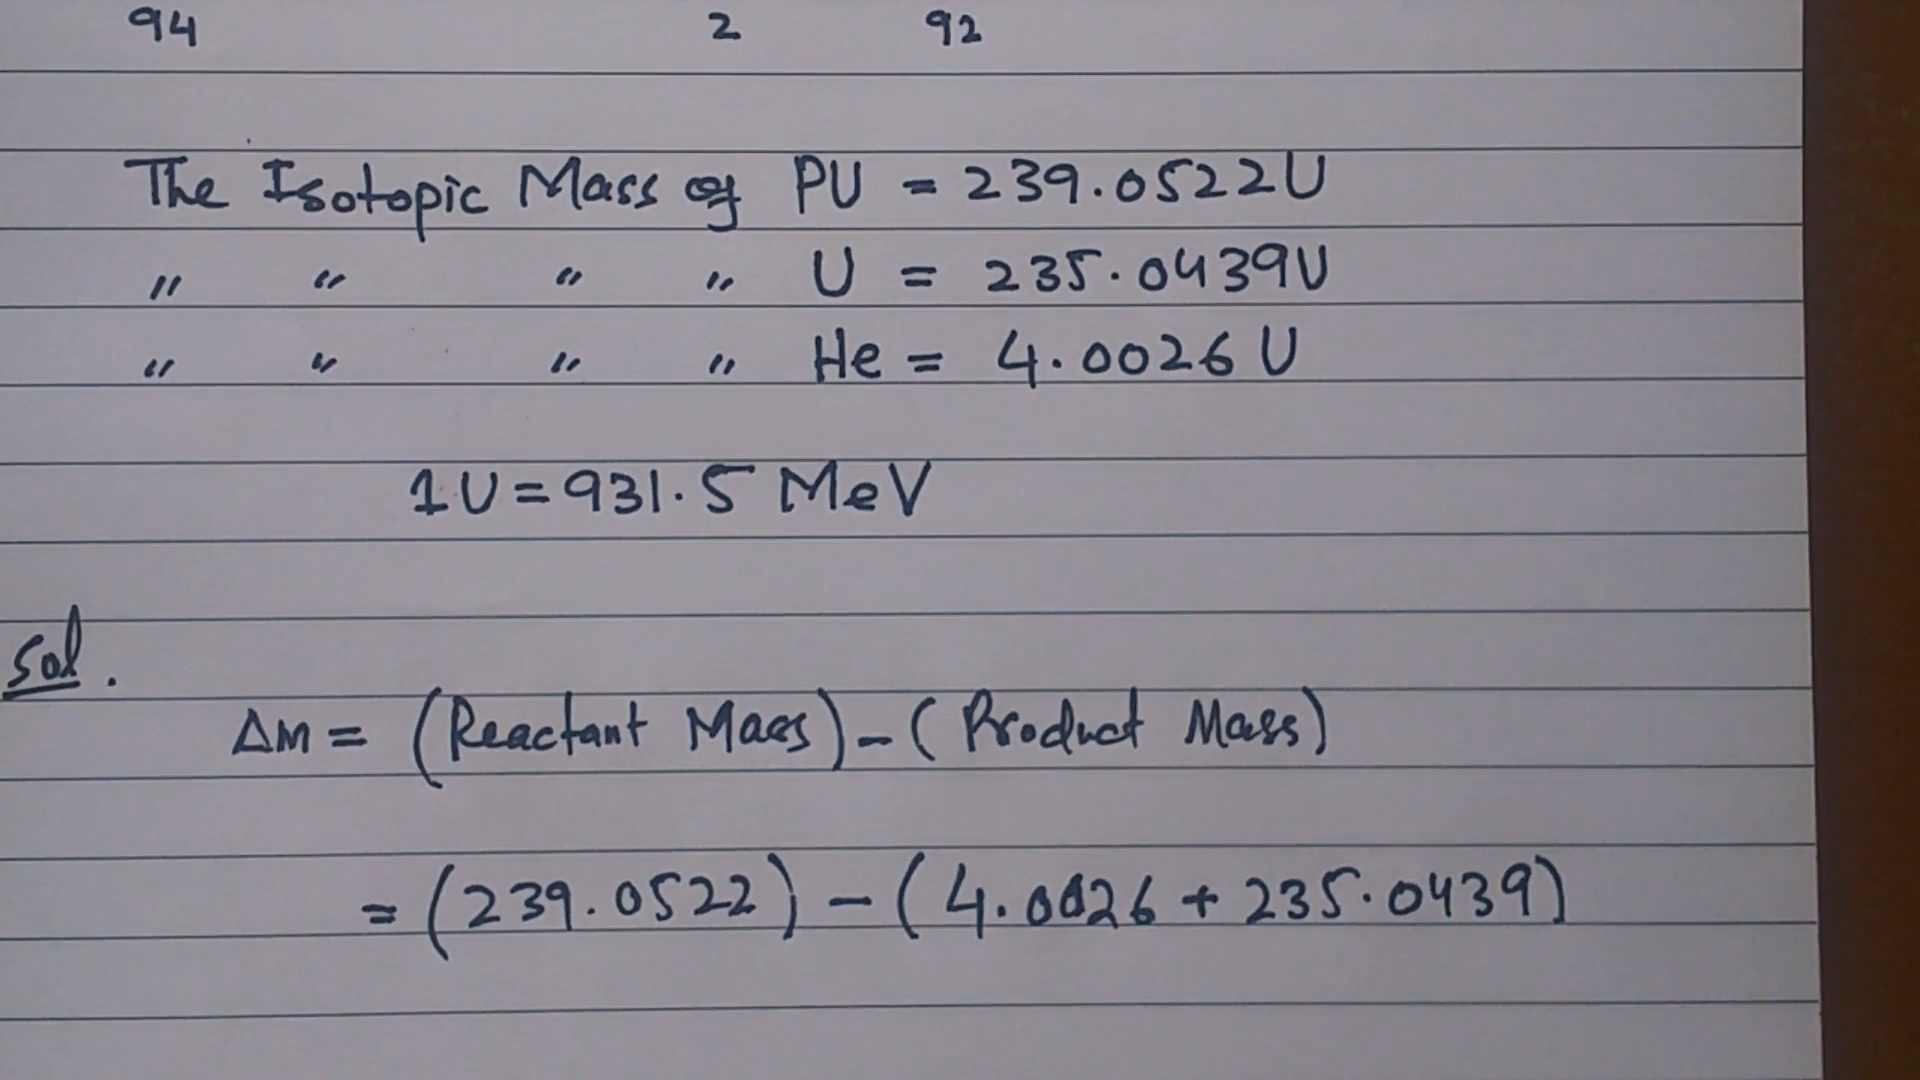 94 2 92
The Isotopic Mass of PU = 239.0522U
" " " " U = 235.0439U
" " " " He = 4.0026 U
1U = 931.5 MeV
Sol.
Δm = (Reactant Mass) - (Product Mass)
= (239.0522) - (4.0026 + 235.0439)